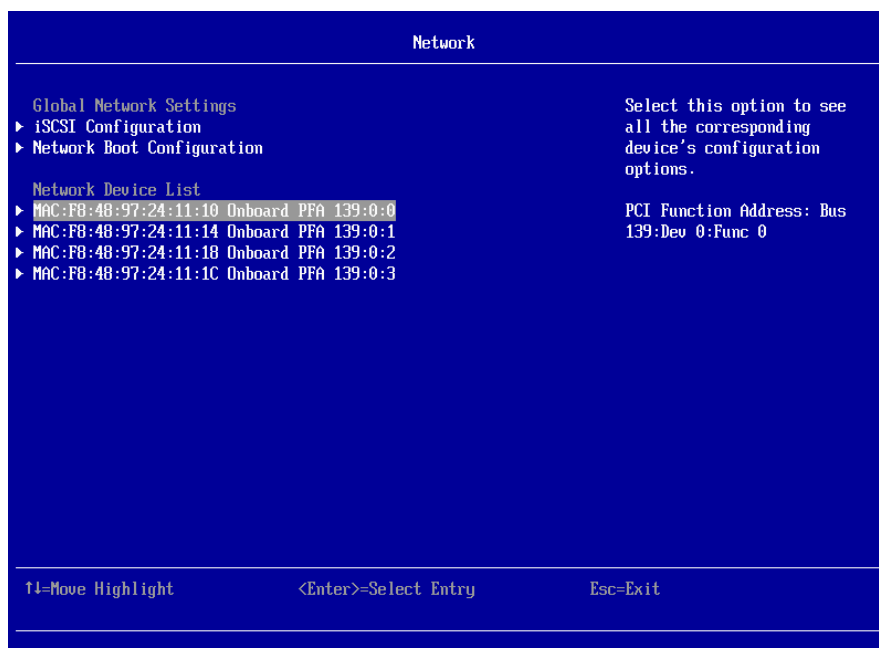 Network
Global Network Settings
▶ iSCSI Configuration
▶ Network Boot Configuration
Network Device List
▶ MAC:F8:48:97:24:11:10 Onboard PFA 139:0:0
▶ MAC:F8:48:97:24:11:14 Onboard PFA 139:0:1
▶ MAC:F8:48:97:24:11:18 Onboard PFA 139:0:2
▶ MAC:F8:48:97:24:11:1C Onboard PFA 139:0:3
Select this option to see
all the corresponding
device's configuration
options.
PCI Function Address: Bus
139:Dev 0:Func 0
↑↓=Move Highlight
<Enter>=Select Entry
Esc=Exit